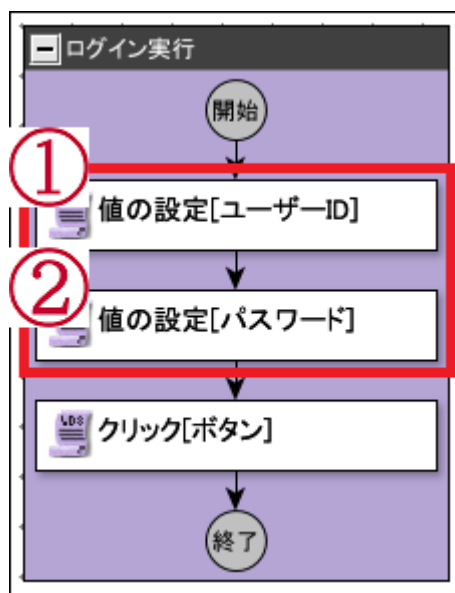 ログイン実行
開始
①
値の設定[ユーザーID]
②
値の設定[パスワード]
クリック[ボタン]
終了